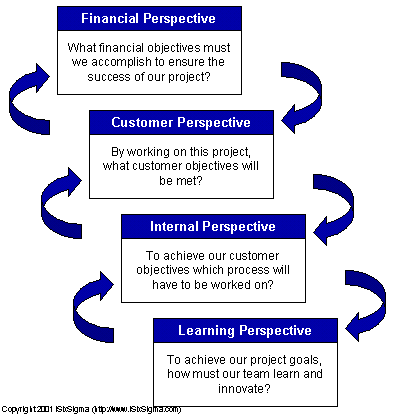 Financial Perspective
What financial objectives must
we accomplish to ensure the
success of our project?
Customer Perspective
By working on this project,
what customer objectives will
be met?
Internal Perspective
To achieve our customer
objectives which process will
have to be worked on?
Learning Perspective
To achieve our project goals,
how must our team learn and
innovate?
Copyright 2001 iSixSigma (http://www.iSixSigma.com)